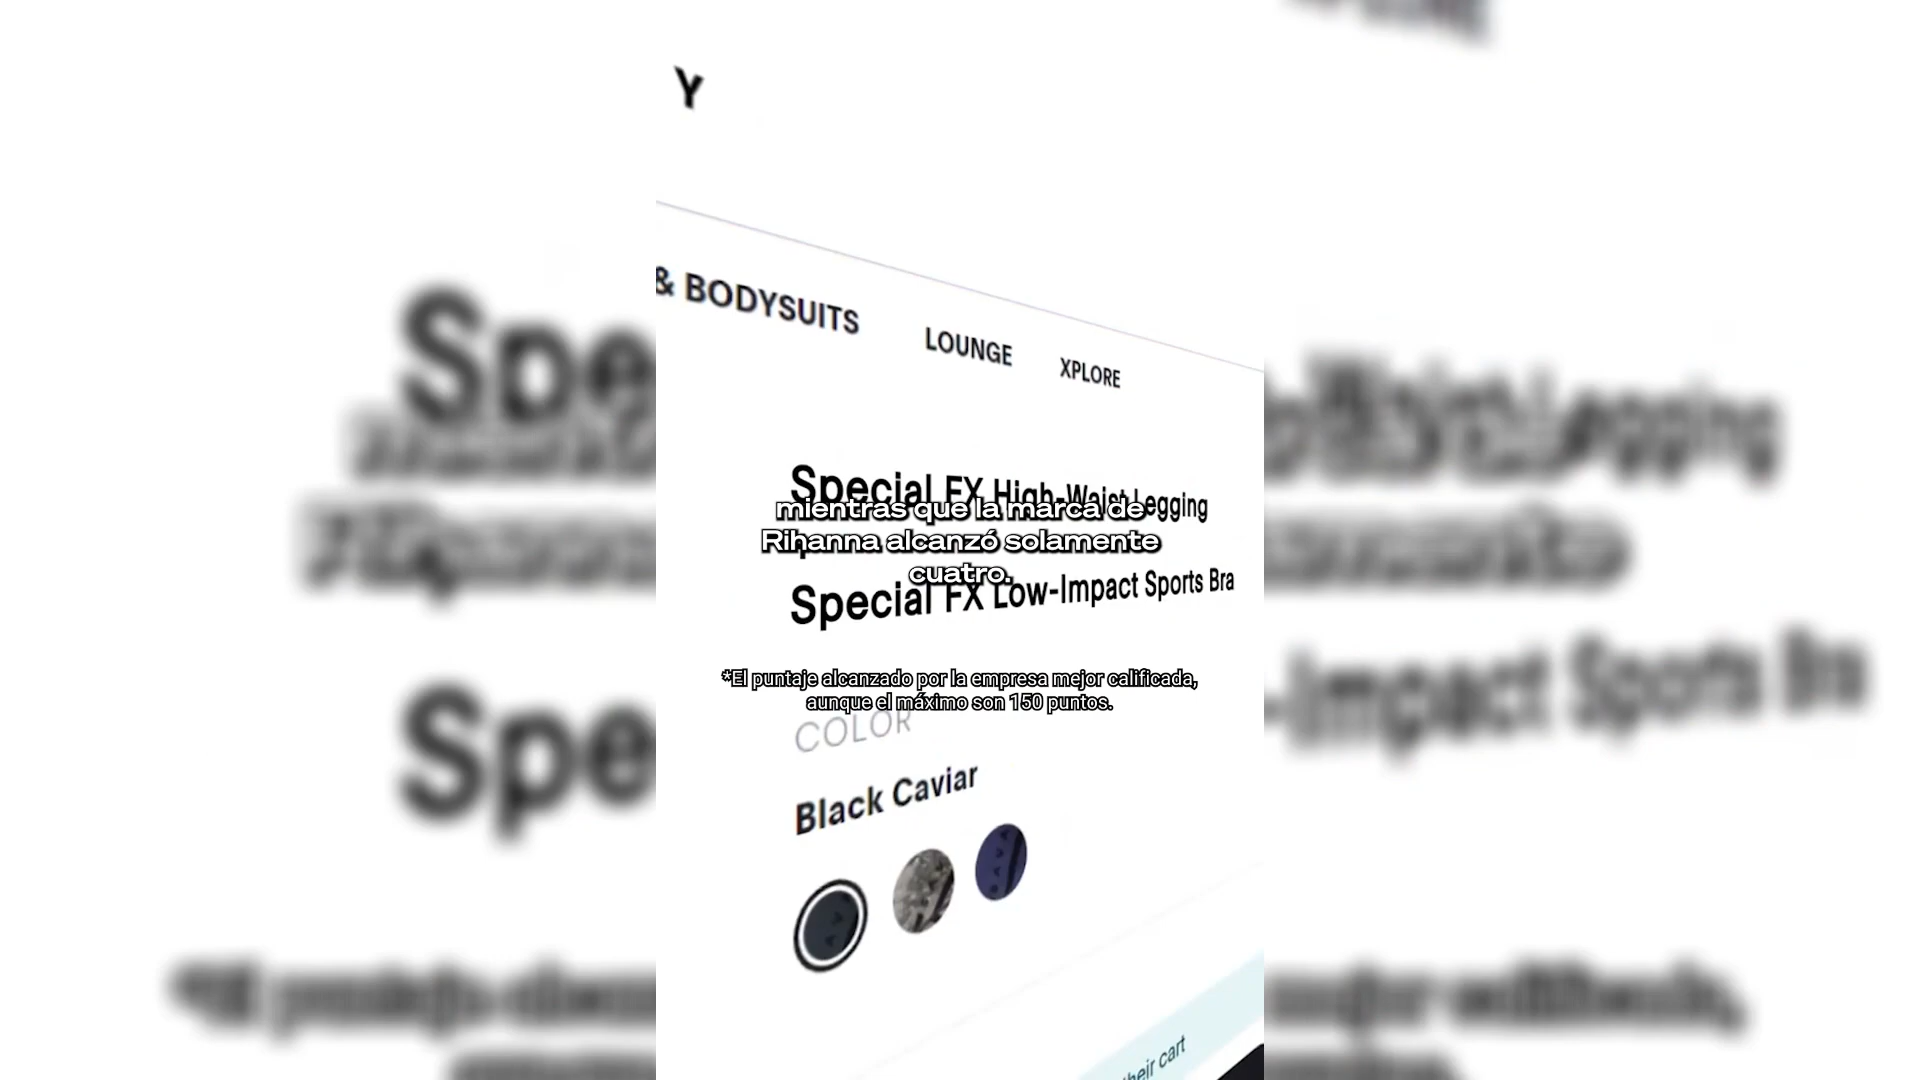 Y
& BODYSUITS
LOUNGE
XPLORE
Special FX High-Waist Legging
mientras que la marca de
Rihanna alcanzó solamente
cuatro.
Special FX Low-Impact Sports Bra
*El puntaje alcanzado por la empresa mejor calificada,
aunque el máximo son 150 puntos.
COLOR
Black Caviar
their cart